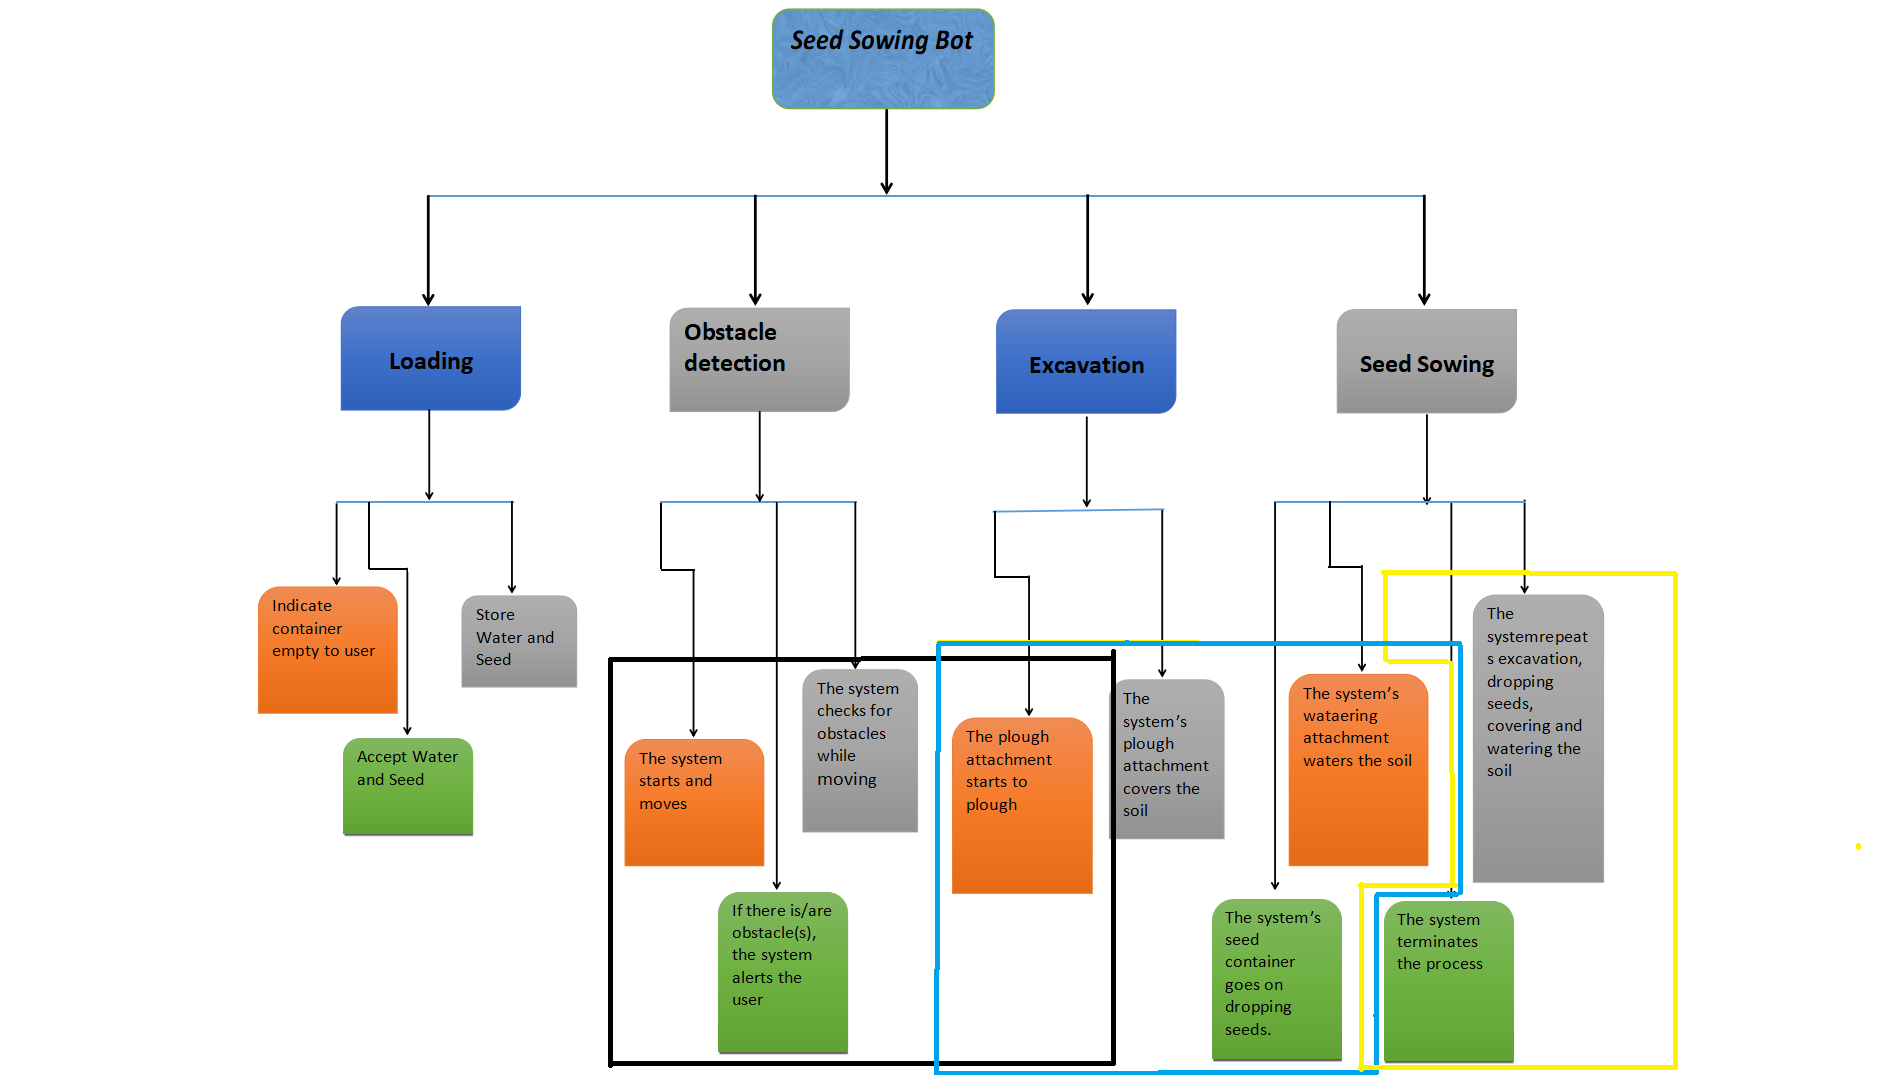 Seed Sowing Bot
Loading
Obstacle
detection
Excavation
Seed Sowing
Indicate
container
empty to user
Accept Water
and Seed
Store
Water and
Seed
The system
starts and
moves
If there is/are
obstacle(s),
the system
alerts the
user
The system
checks for
obstacles
while
moving
The plough
attachment
starts to
plough
The
system’s
plough
attachment
covers the
soil
The system’s
seed
container
goes on
dropping
seeds.
The system’s
wataering
attachment
waters the soil
The system
terminates
the process
The
systemrepeat
s excavation,
dropping
seeds,
covering and
watering the
soil